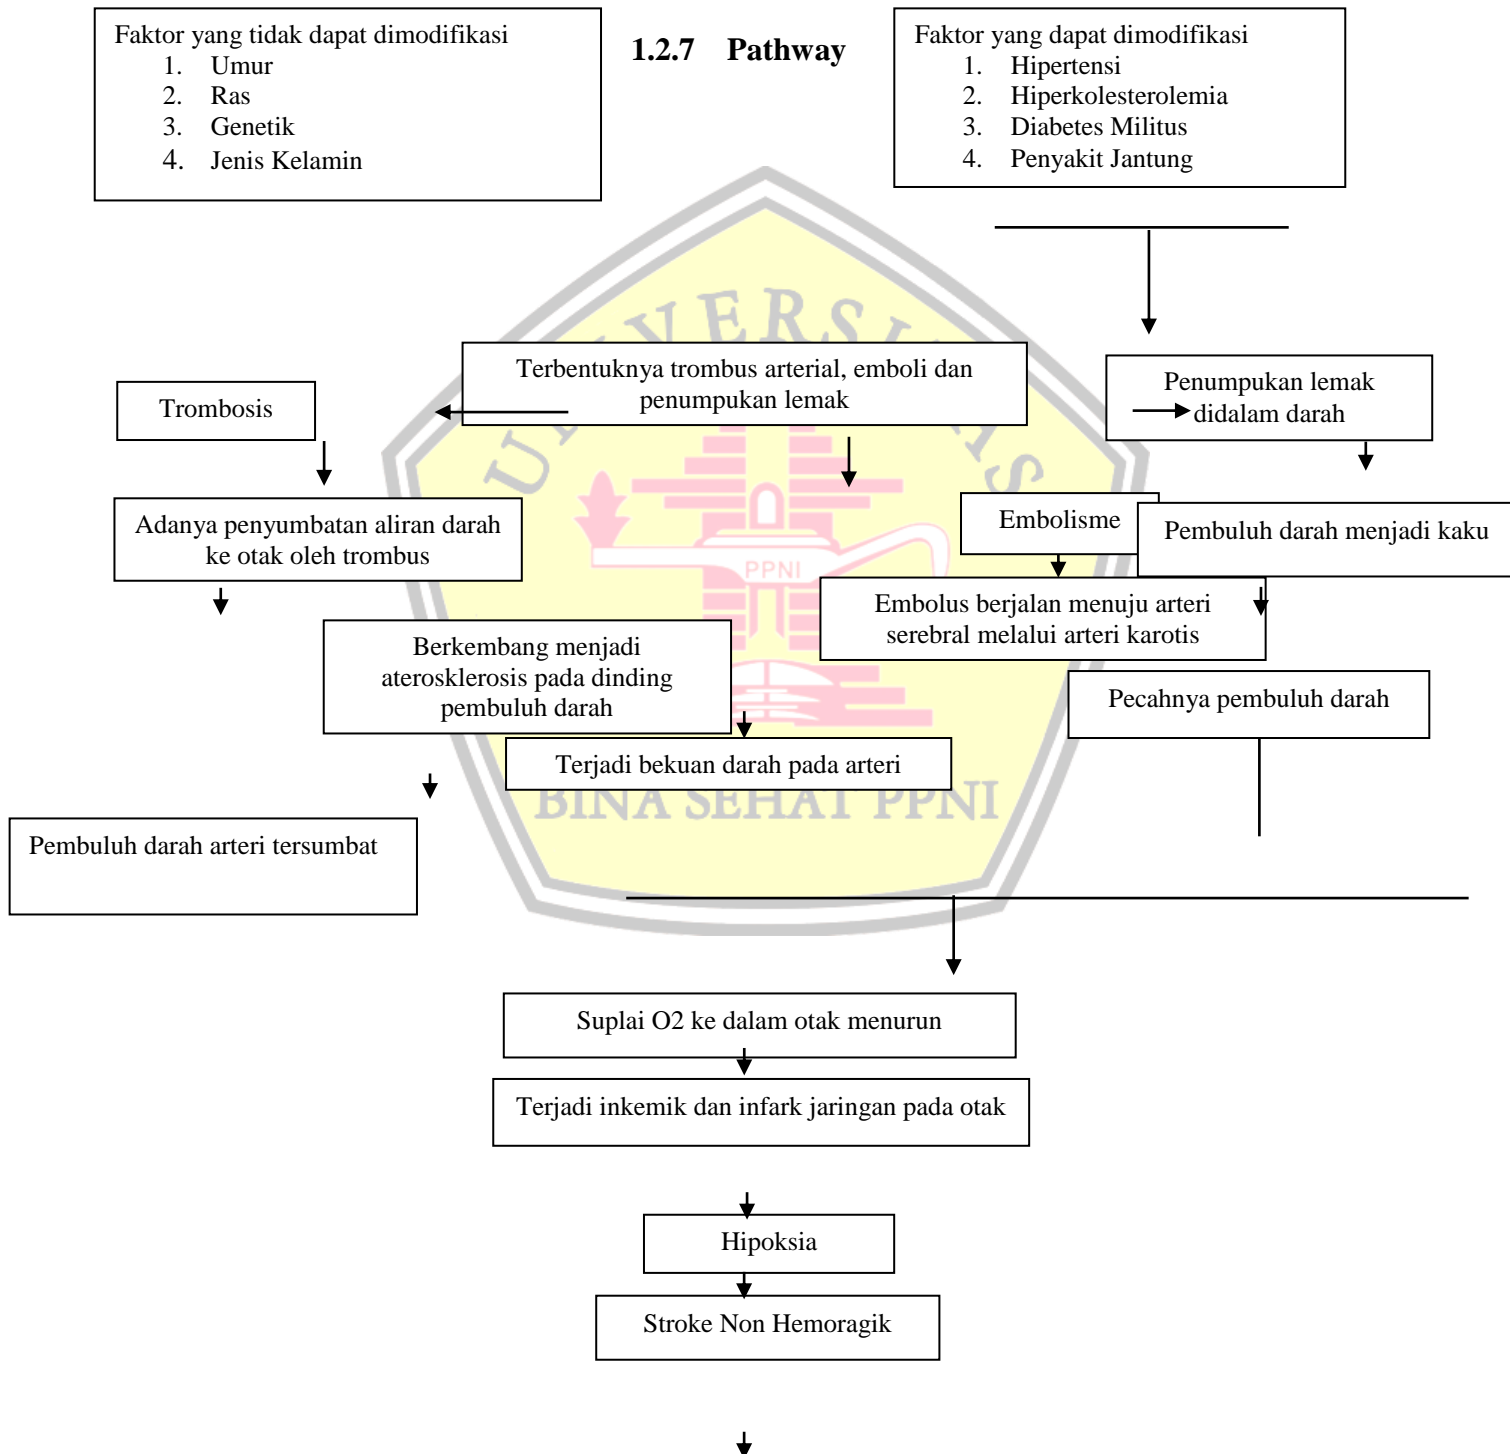 Faktor yang tidak dapat dimodifikasi
1. Umur
2. Ras
3. Genetik
4. Jenis Kelamin
1.2.7 Pathway
Faktor yang dapat dimodifikasi
1. Hipertensi
2. Hiperkolesterolemia
3. Diabetes Militus
4. Penyakit Jantung
UNIVERSITAS
Terbentuknya trombus arterial, emboli dan
penumpukan lemak
Trombosis
Penumpukan lemak
didalam darah
Adanya penyumbatan aliran darah
ke otak oleh trombus
Embolisme
Pembuluh darah menjadi kaku
PPNI
Embolus berjalan menuju arteri
serebral melalui arteri karotis
Berkembang menjadi
aterosklerosis pada dinding
pembuluh darah
Pecahnya pembuluh darah
Terjadi bekuan darah pada arteri
BINA SEHAT PPNI
Pembuluh darah arteri tersumbat
Suplai O2 ke dalam otak menurun
Terjadi inkemik dan infark jaringan pada otak
Hipoksia
Stroke Non Hemoragik